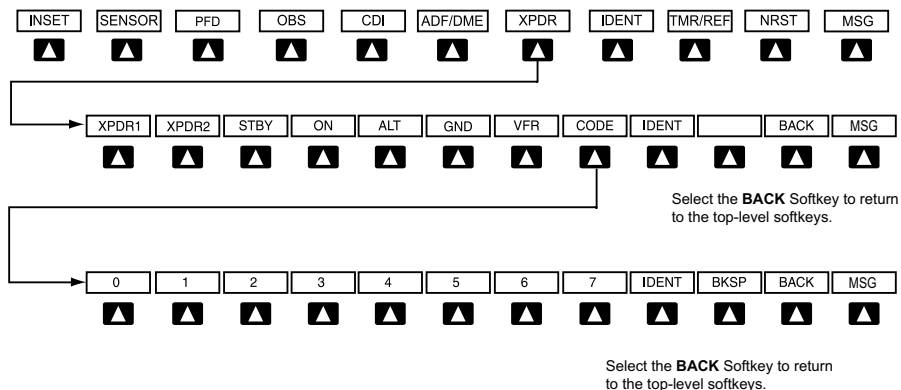 INSET SENSOR PFD OBS CDI ADF/DME XPDR IDENT TMR/REF NRST MSG
XPDR1 XPDR2 STBY ON ALT GND VFR CODE IDENT BACK MSG
Select the BACK Softkey to return
to the top-level softkeys.
0 1 2 3 4 5 6 7 IDENT BKSP BACK MSG
Select the BACK Softkey to return
to the top-level softkeys.